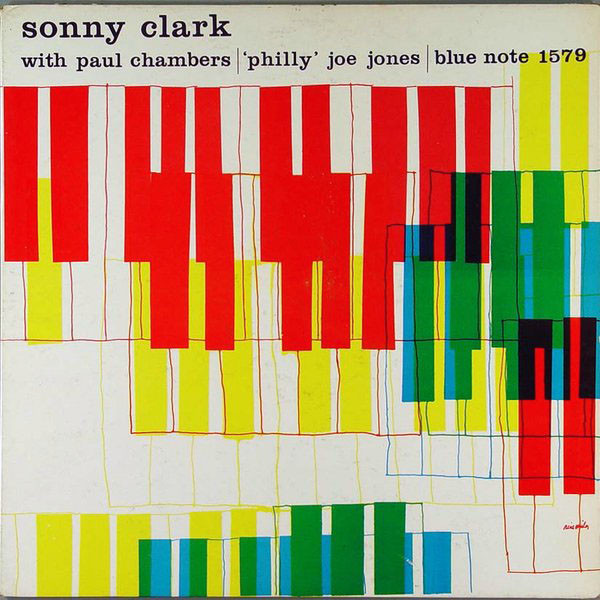 sonny clark
with paul chambers | 'philly' joe jones | blue note 1579